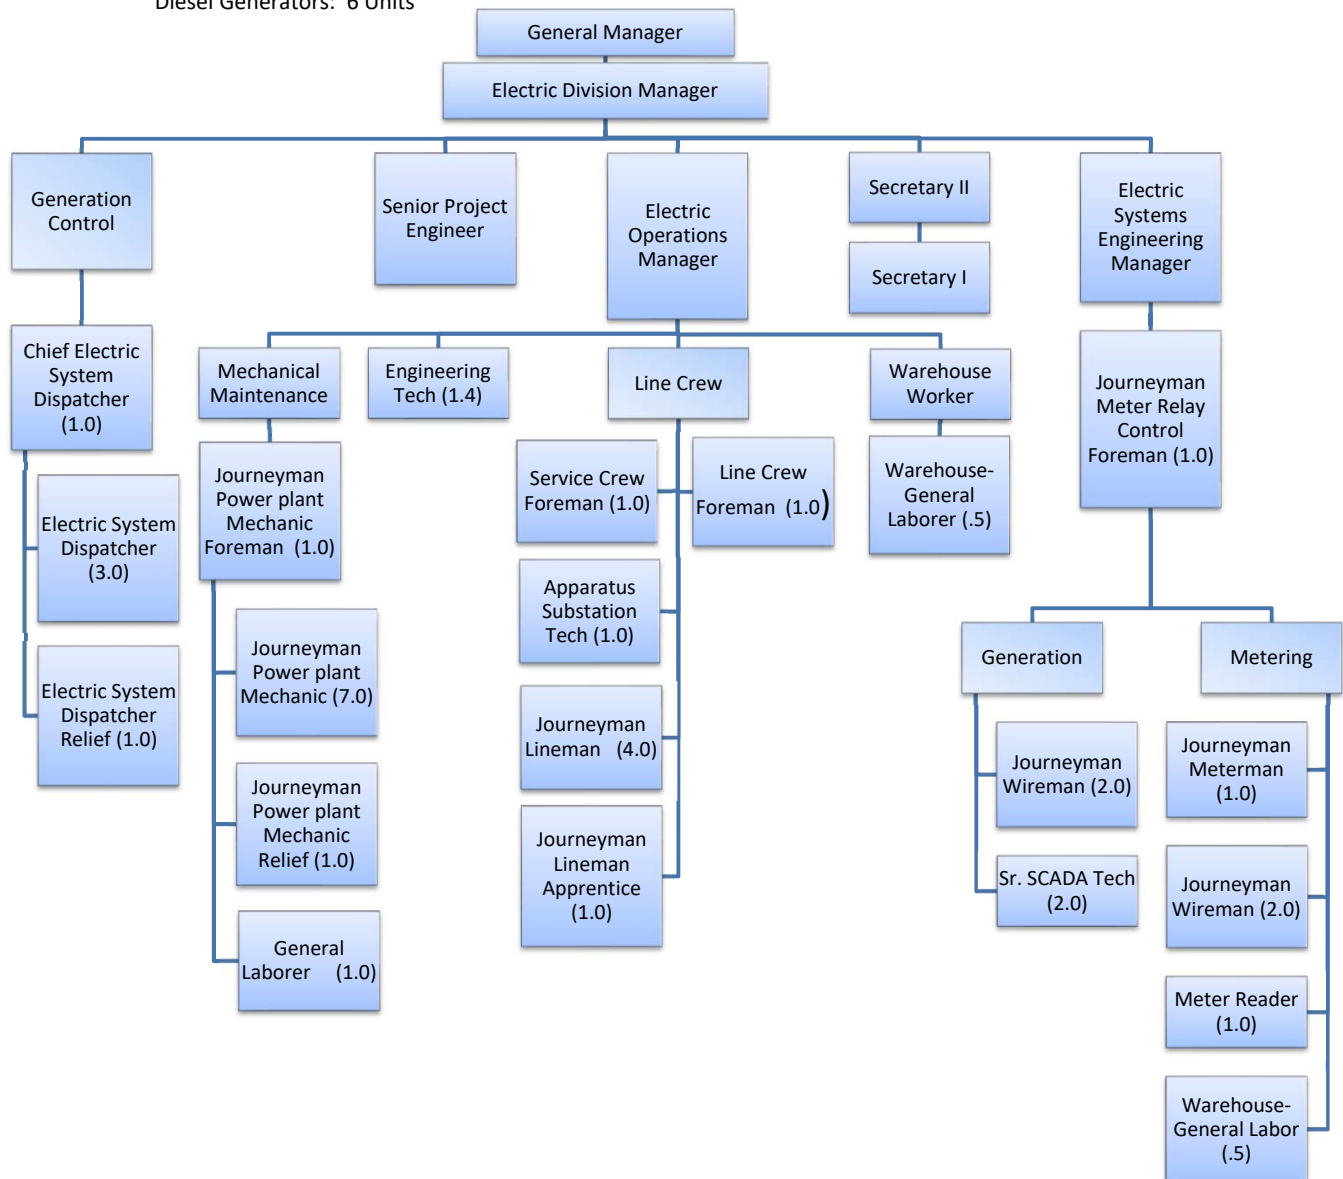 Diesel Generators:  6 Units
General Manager
Electric Division Manager
Generation
Control
Senior Project
Engineer
Electric
Operations
Manager
Secretary II
Secretary I
Electric
Systems
Engineering
Manager
Chief Electric
System
Dispatcher
(1.0)
Electric System
Dispatcher
(3.0)
Electric System
Dispatcher
Relief (1.0)
Mechanical
Maintenance
Journeyman
Power plant
Mechanic
Foreman  (1.0)
Journeyman
Power plant
Mechanic (7.0)
Journeyman
Power plant
Mechanic
Relief (1.0)
General
Laborer    (1.0)
Engineering
Tech (1.4)
Line Crew
Service Crew
Foreman (1.0)
Line Crew
Foreman  (1.0)
Apparatus
Substation
Tech (1.0)
Journeyman
Lineman   (4.0)
Journeyman
Lineman
Apprentice
(1.0)
Warehouse
Worker
Warehouse-
General
Laborer (.5)
Journeyman
Meter Relay
Control
Foreman (1.0)
Generation
Journeyman
Wireman (2.0)
Sr. SCADA Tech
(2.0)
Metering
Journeyman
Meterman
(1.0)
Journeyman
Wireman (2.0)
Meter Reader
(1.0)
Warehouse-
General Labor
(.5)